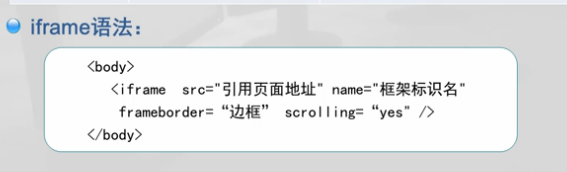 iframe语法：
<body>
<iframe src="引用页面地址" name="框架标识名"
frameborder=“边框” scrolling=“yes" />
</body>